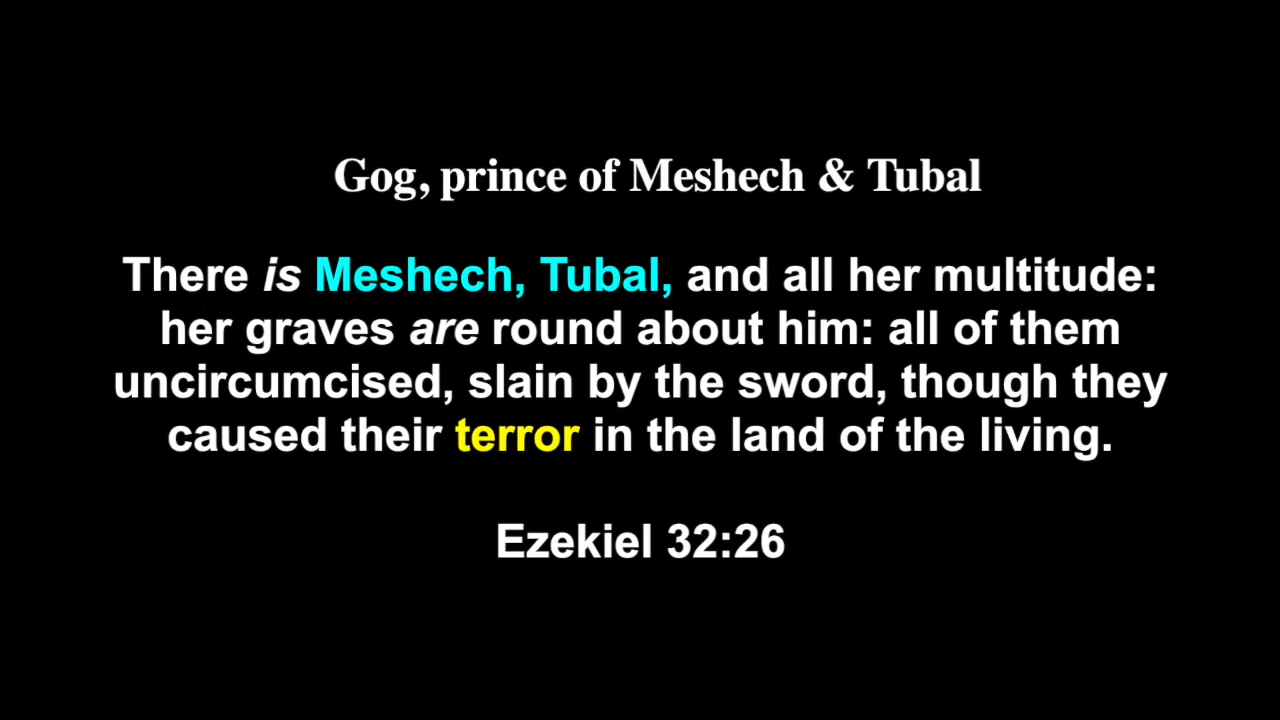 Gog, prince of Meshech & Tubal
There is Meshech, Tubal, and all her multitude:
her graves are round about him: all of them
uncircumcised, slain by the sword, though they
caused their terror in the land of the living.
Ezekiel 32:26